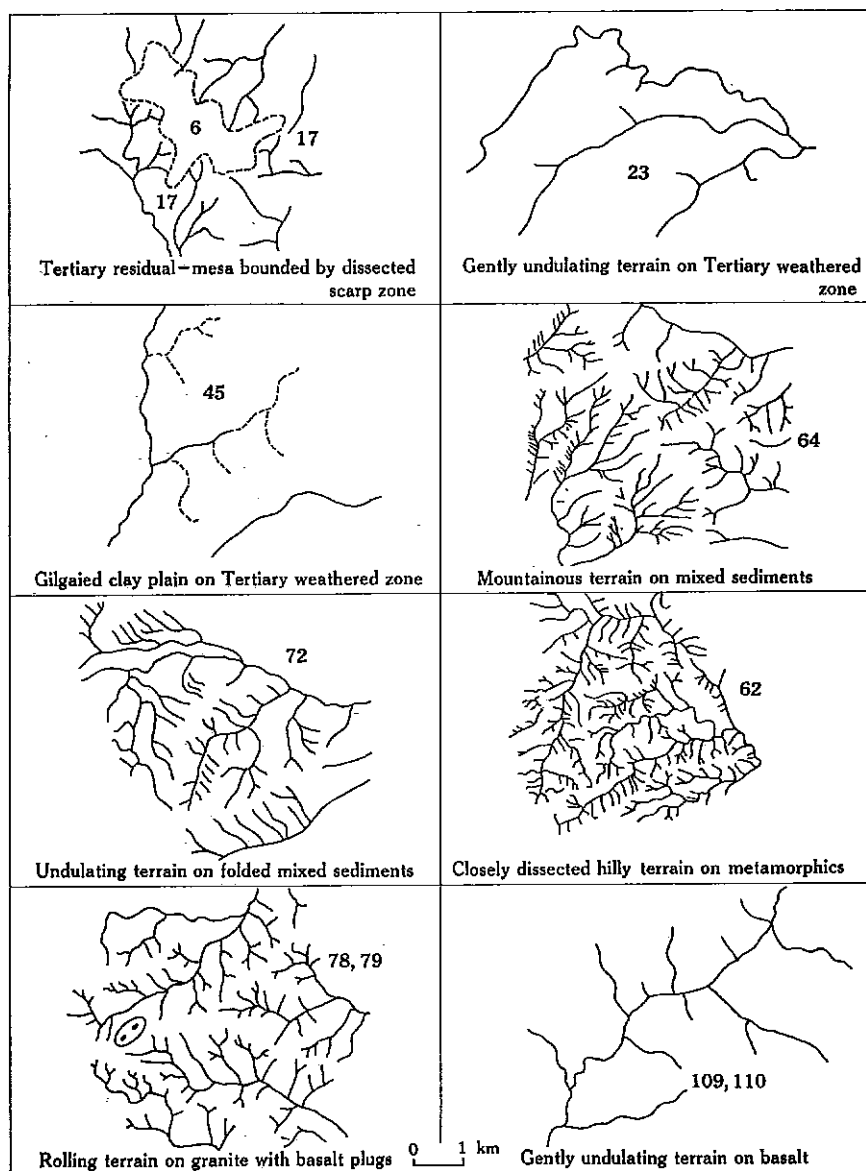 6
17
17
Tertiary residual–mesa bounded by dissected
scarp zone
23
Gently undulating terrain on Tertiary weathered
zone
45
Gilgaied clay plain on Tertiary weathered zone
64
Mountainous terrain on mixed sediments
72
Undulating terrain on folded mixed sediments
62
Closely dissected hilly terrain on metamorphics
78, 79
Rolling terrain on granite with basalt plugs
0 1 km
109, 110
Gently undulating terrain on basalt